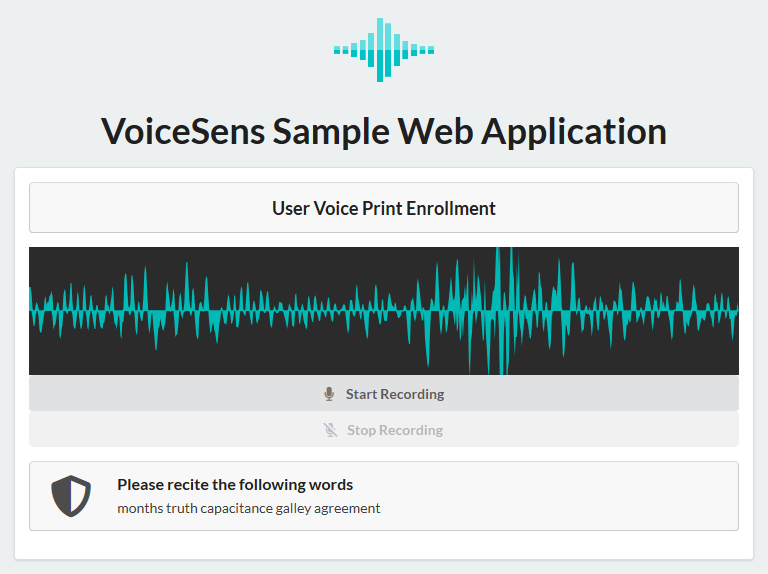 VoiceSens Sample Web Application
User Voice Print Enrollment
Start Recording
Stop Recording
Please recite the following words
months truth capacitance galley agreement